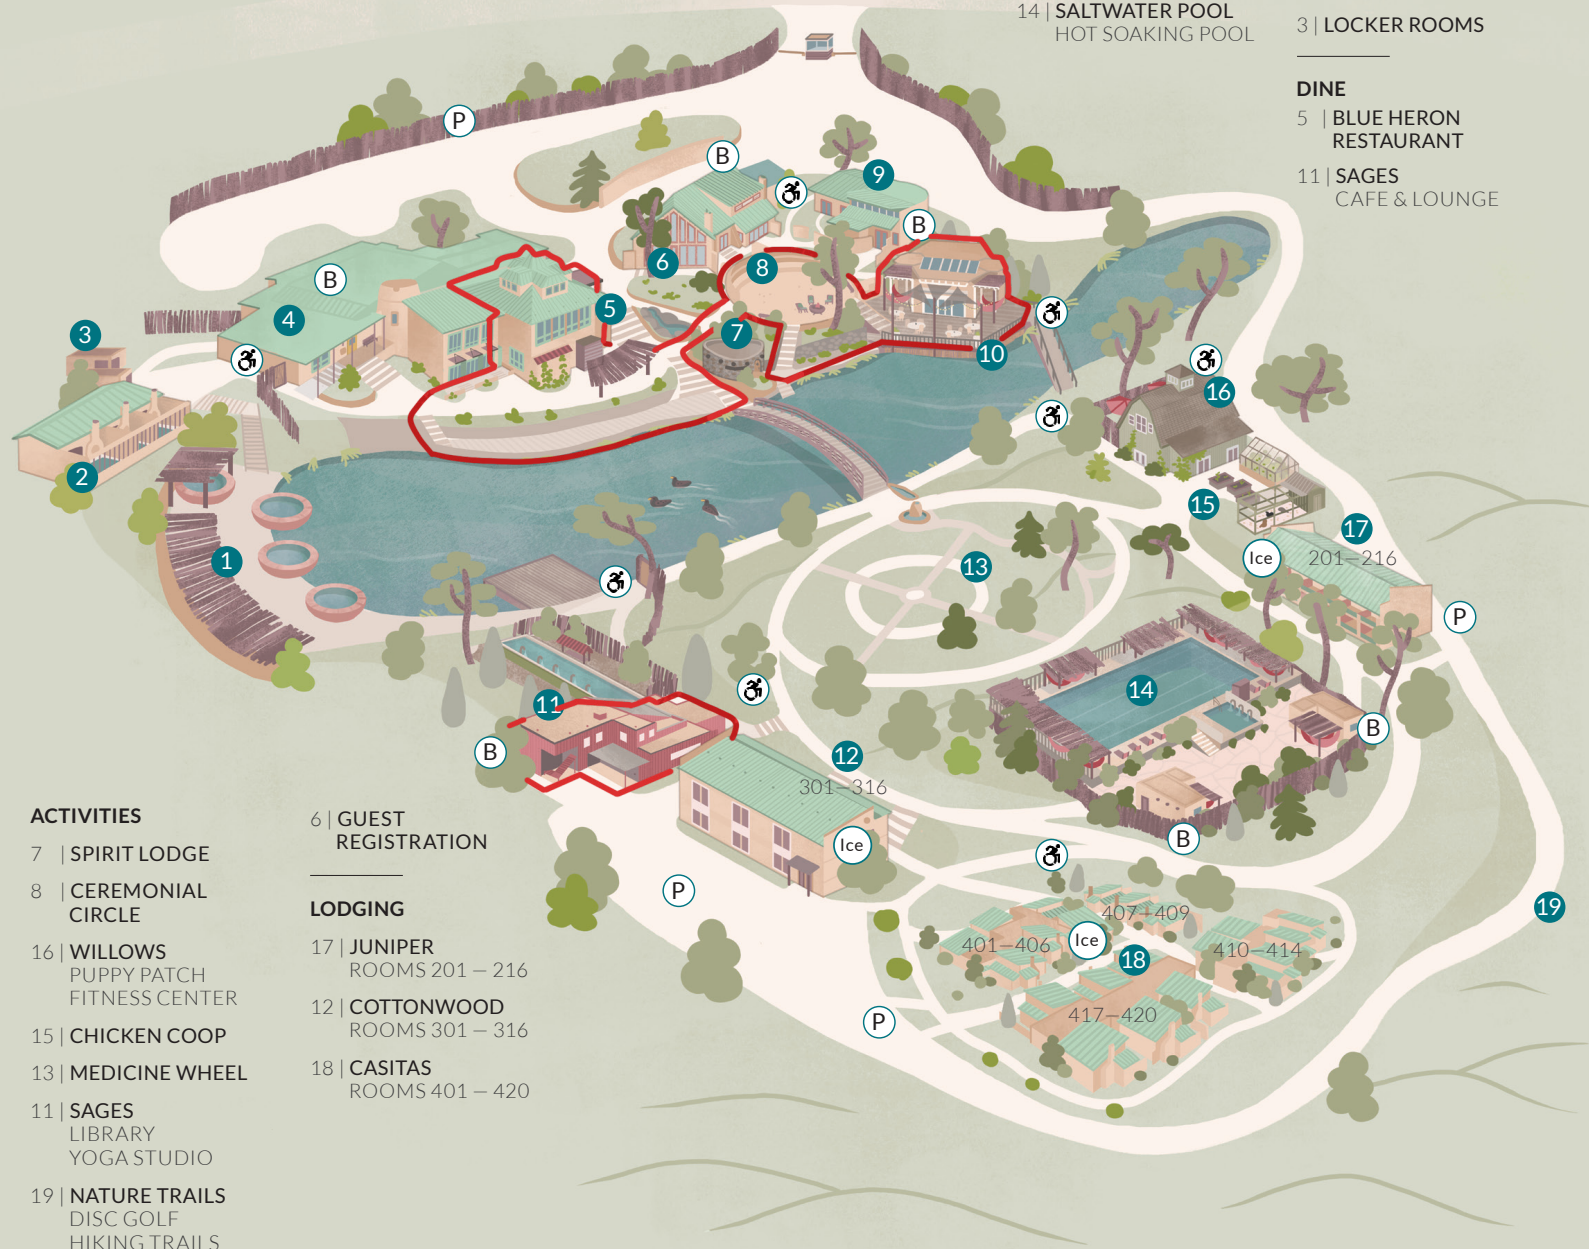 14 | SALTWATER POOL
HOT SOAKING POOL
3 | LOCKER ROOMS
DINE
5 | BLUE HERON
RESTAURANT
11 | SAGES
CAFE & LOUNGE
P
B
9
B
6
8
B
5
4
7
3
10
16
2
15
17
201—216
Ice
1
13
P
14
11
B
B
12
301—316
Ice
B
P
407—409
19
401—406
Ice
410—414
18
417—420
P
ACTIVITIES
7 | SPIRIT LODGE
8 | CEREMONIAL
CIRCLE
16 | WILLOWS
PUPPY PATCH
FITNESS CENTER
15 | CHICKEN COOP
13 | MEDICINE WHEEL
11 | SAGES
LIBRARY
YOGA STUDIO
19 | NATURE TRAILS
DISC GOLF
HIKING TRAILS
6 | GUEST
REGISTRATION
LODGING
17 | JUNIPER
ROOMS 201 — 216
12 | COTTONWOOD
ROOMS 301 — 316
18 | CASITAS
ROOMS 401 — 420